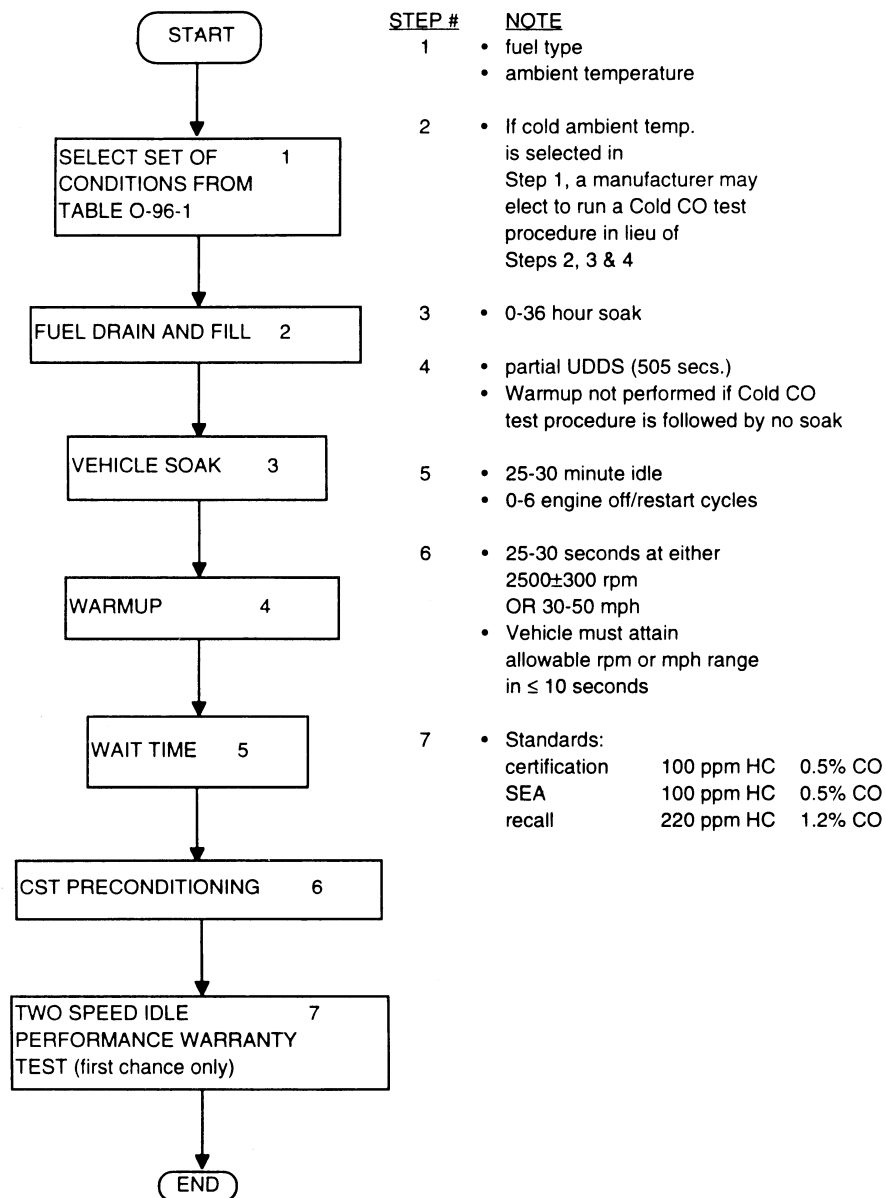 START
SELECT SET OF 1
CONDITIONS FROM
TABLE O-96-1
FUEL DRAIN AND FILL 2
VEHICLE SOAK 3
WARMUP 4
WAIT TIME 5
CST PRECONDITIONING 6
TWO SPEED IDLE 7
PERFORMANCE WARRANTY
TEST (first chance only)
END
STEP # NOTE
1 • fuel type
• ambient temperature
2 • If cold ambient temp.
is selected in
Step 1, a manufacturer may
elect to run a Cold CO test
procedure in lieu of
Steps 2, 3 & 4
3 • 0-36 hour soak
4 • partial UDDS (505 secs.)
• Warmup not performed if Cold CO
test procedure is followed by no soak
5 • 25-30 minute idle
• 0-6 engine off/restart cycles
6 • 25-30 seconds at either
2500±300 rpm
OR 30-50 mph
• Vehicle must attain
allowable rpm or mph range
in ≤ 10 seconds
7 • Standards:
certification 100 ppm HC 0.5% CO
SEA 100 ppm HC 0.5% CO
recall 220 ppm HC 1.2% CO